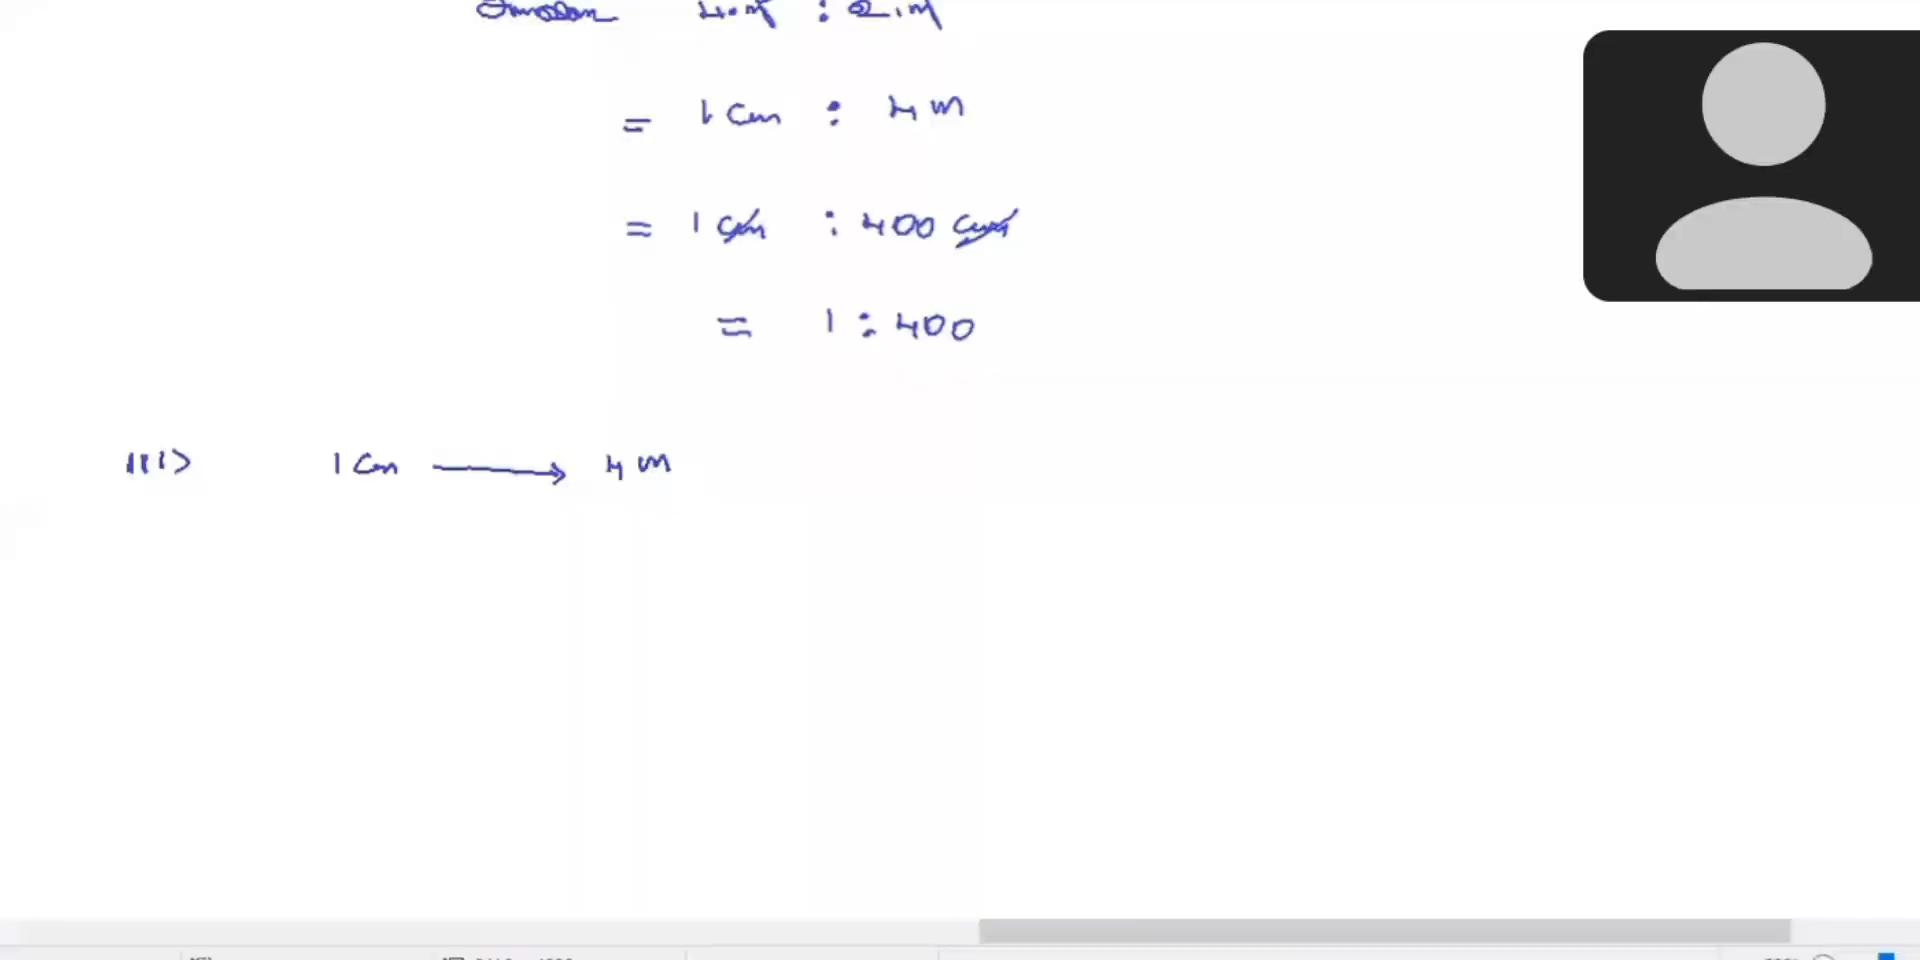 = 1 cm : 4 m
= 1 cm : 400 cm
= 1 : 400
iii> 1 cm → 4 m